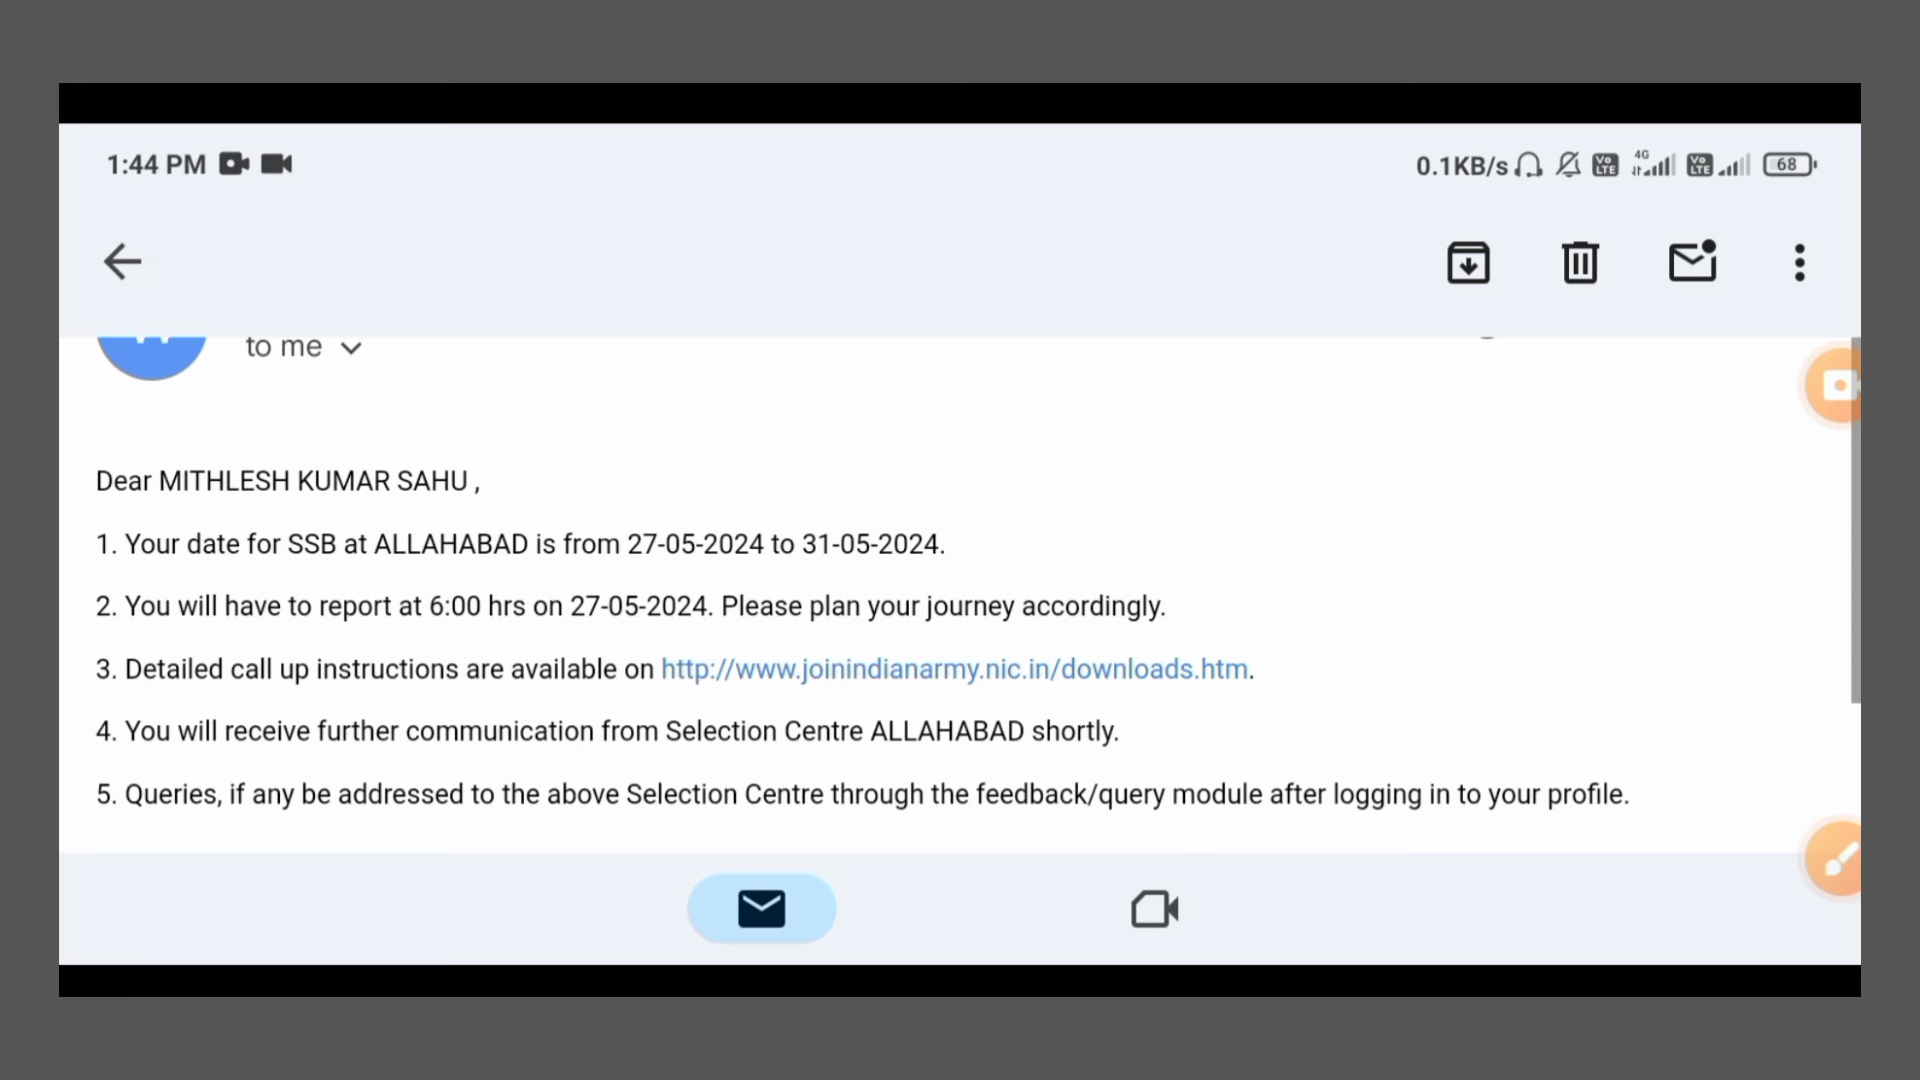 1:44 PM
0.1KB/s Vo LTE 4G Vo LTE 68
to me
Dear MITHLESH KUMAR SAHU ,
1. Your date for SSB at ALLAHABAD is from 27-05-2024 to 31-05-2024.
2. You will have to report at 6:00 hrs on 27-05-2024. Please plan your journey accordingly.
3. Detailed call up instructions are available on http://www.joinindianarmy.nic.in/downloads.htm.
4. You will receive further communication from Selection Centre ALLAHABAD shortly.
5. Queries, if any be addressed to the above Selection Centre through the feedback/query module after logging in to your profile.